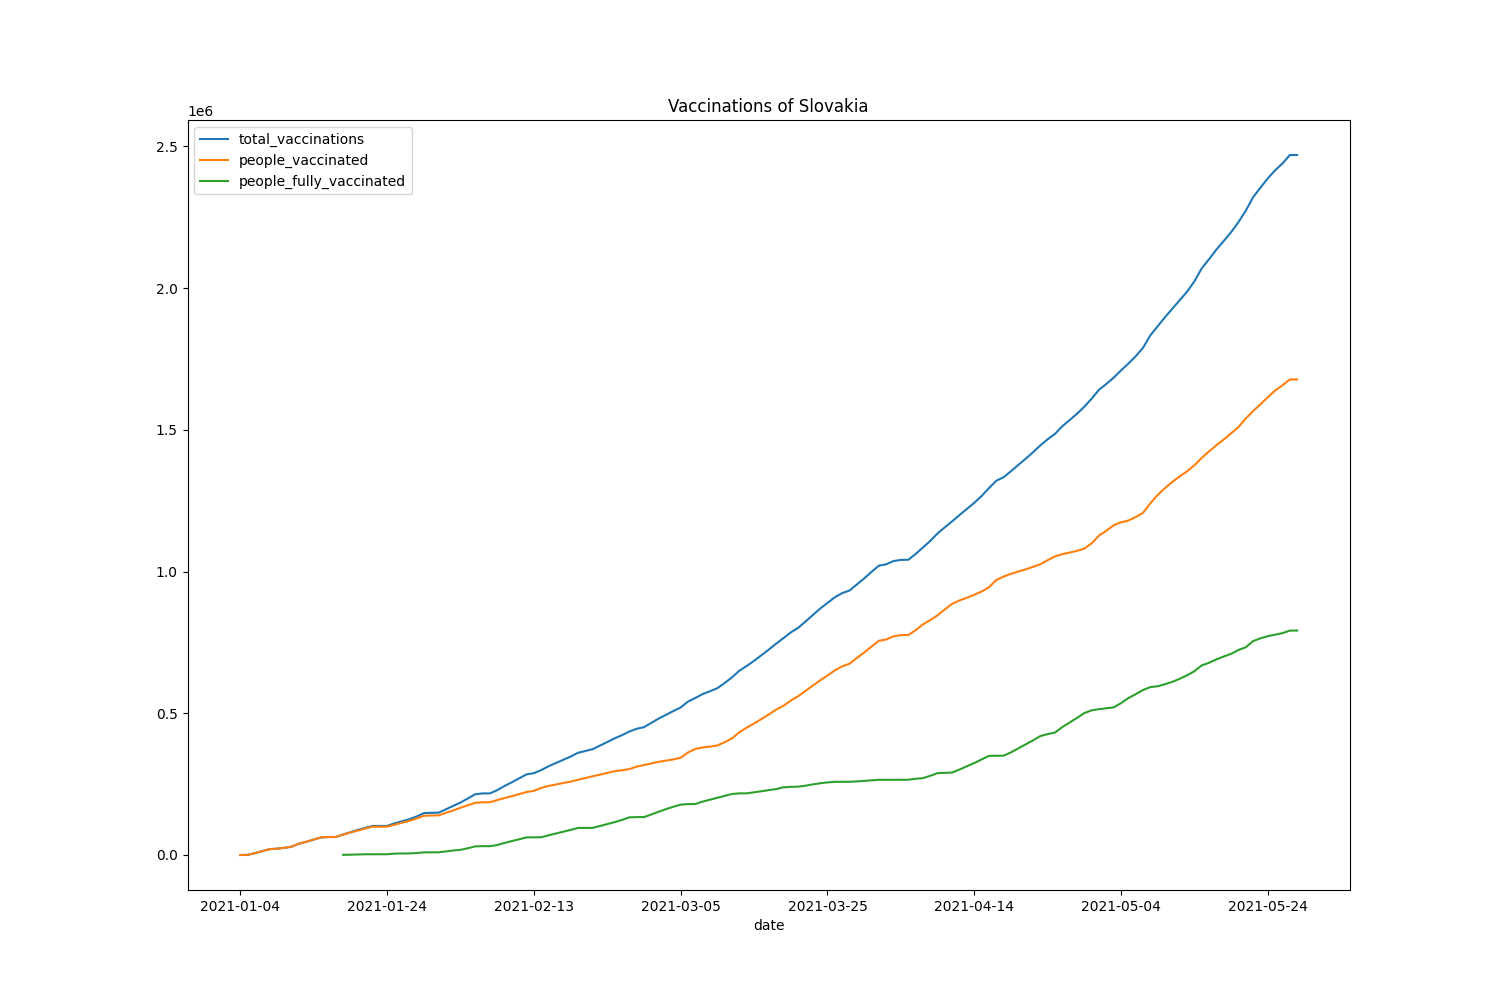 Vaccinations of Slovakia
1e6
total_vaccinations
people_vaccinated
people_fully_vaccinated
2.5
2.0
1.5
1.0
0.5
0.0
2021-01-04 2021-01-24 2021-02-13 2021-03-05 2021-03-25 2021-04-14 2021-05-04 2021-05-24
date